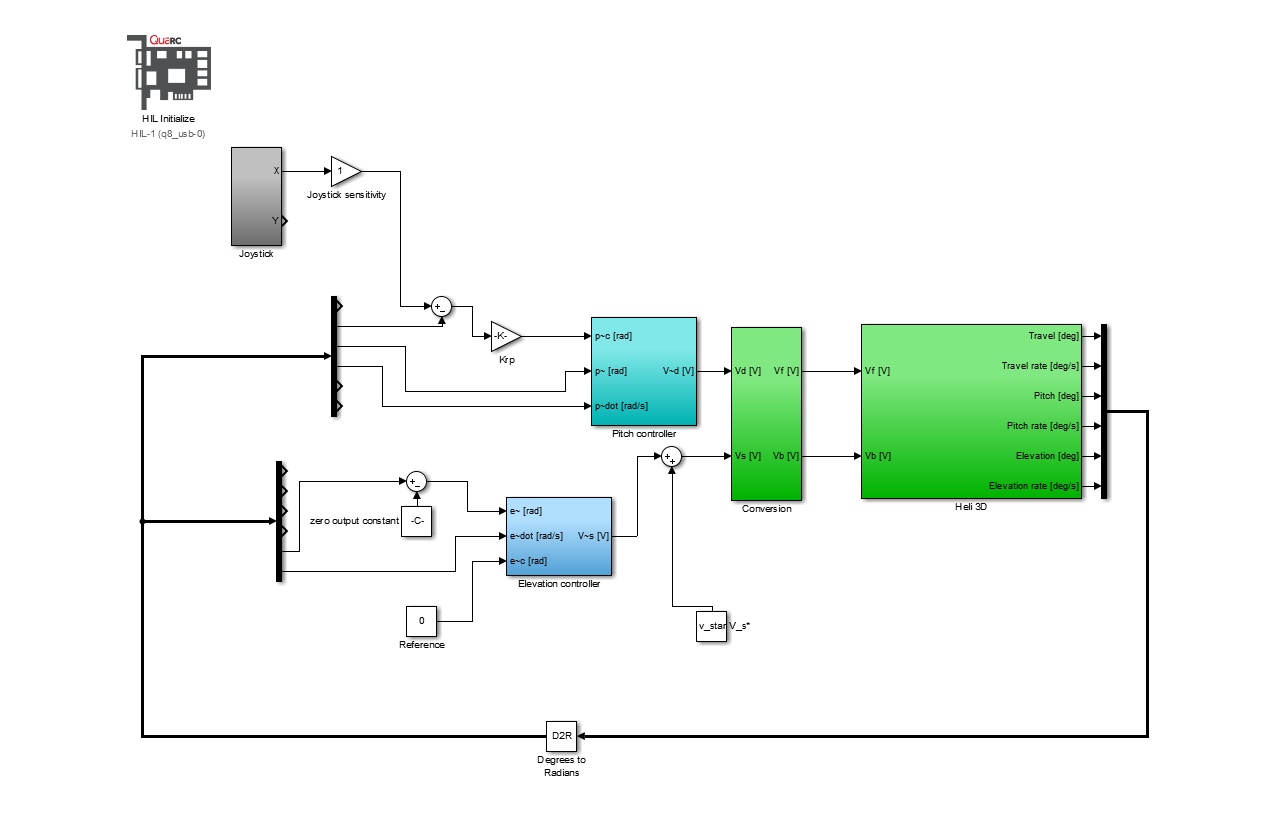 QUARC
HIL Initialize
HIL-1 (q8_usb-0)
X
Y
Joystick
1
Joystick sensitivity
+
-
-K-
Krp
p~c [rad]
p~ [rad]
p~dot [rad/s]
V~d [V]
Pitch controller
Vd [V]
Vf [V]
Vs [V]
Vb [V]
Conversion
Vf [V]
Vb [V]
Travel [deg]
Travel rate [deg/s]
Pitch [deg]
Pitch rate [deg/s]
Elevation [deg]
Elevation rate [deg/s]
Heli 3D
+
-
zero output constant
-C-
e~ [rad]
e~dot [rad/s]
e~c [rad]
V~s [V]
Elevation controller
+
+
0
Reference
v_star
V_s*
D2R
Degrees to
Radians